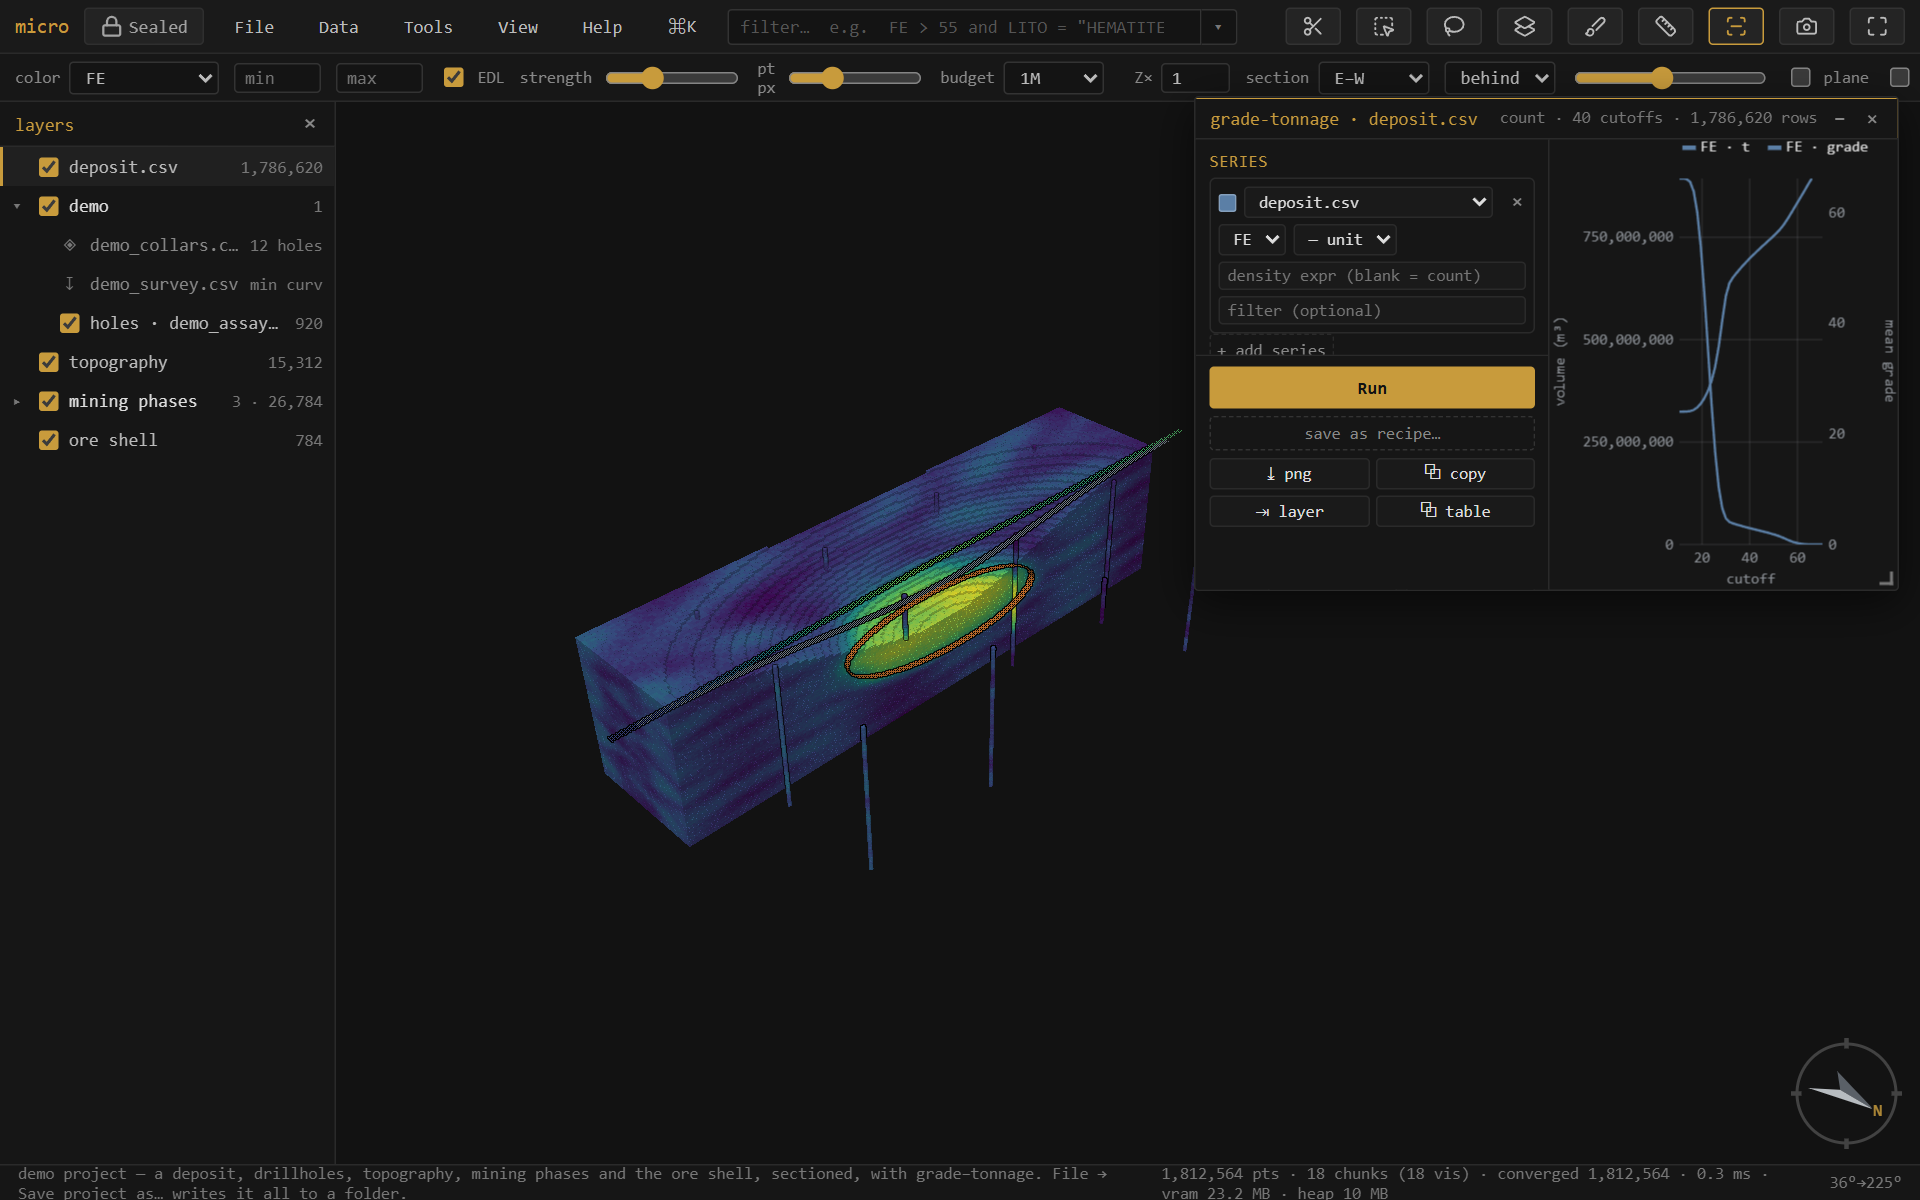 micro Sealed File Data Tools View Help ⌘K filter… e.g. FE > 55 and LITO = "HEMATITE
color FE min max EDL strength pt px budget 1M Z× 1 section E–W behind plane
layers ×
deposit.csv 1,786,620
demo 1
demo_collars.c… 12 holes
demo_survey.csv min curv
holes · demo_assay… 920
topography 15,312
mining phases 3 · 26,784
ore shell 784
grade-tonnage · deposit.csv count · 40 cutoffs · 1,786,620 rows – ×
SERIES
deposit.csv ×
FE — unit
density expr (blank = count)
filter (optional)
+ add series
Run
save as recipe…
↓ png copy
⇥ layer table
FE · t FE · grade
750,000,000 60
500,000,000 40
250,000,000 20
0 0
20 40 60
cutoff
volume (m³)
mean grade
N
demo project — a deposit, drillholes, topography, mining phases and the ore shell, sectioned, with grade-tonnage. File →
Save project as… writes it all to a folder.
1,812,564 pts · 18 chunks (18 vis) · converged 1,812,564 · 0.3 ms ·
vram 23.2 MB · heap 10 MB
36°→225°